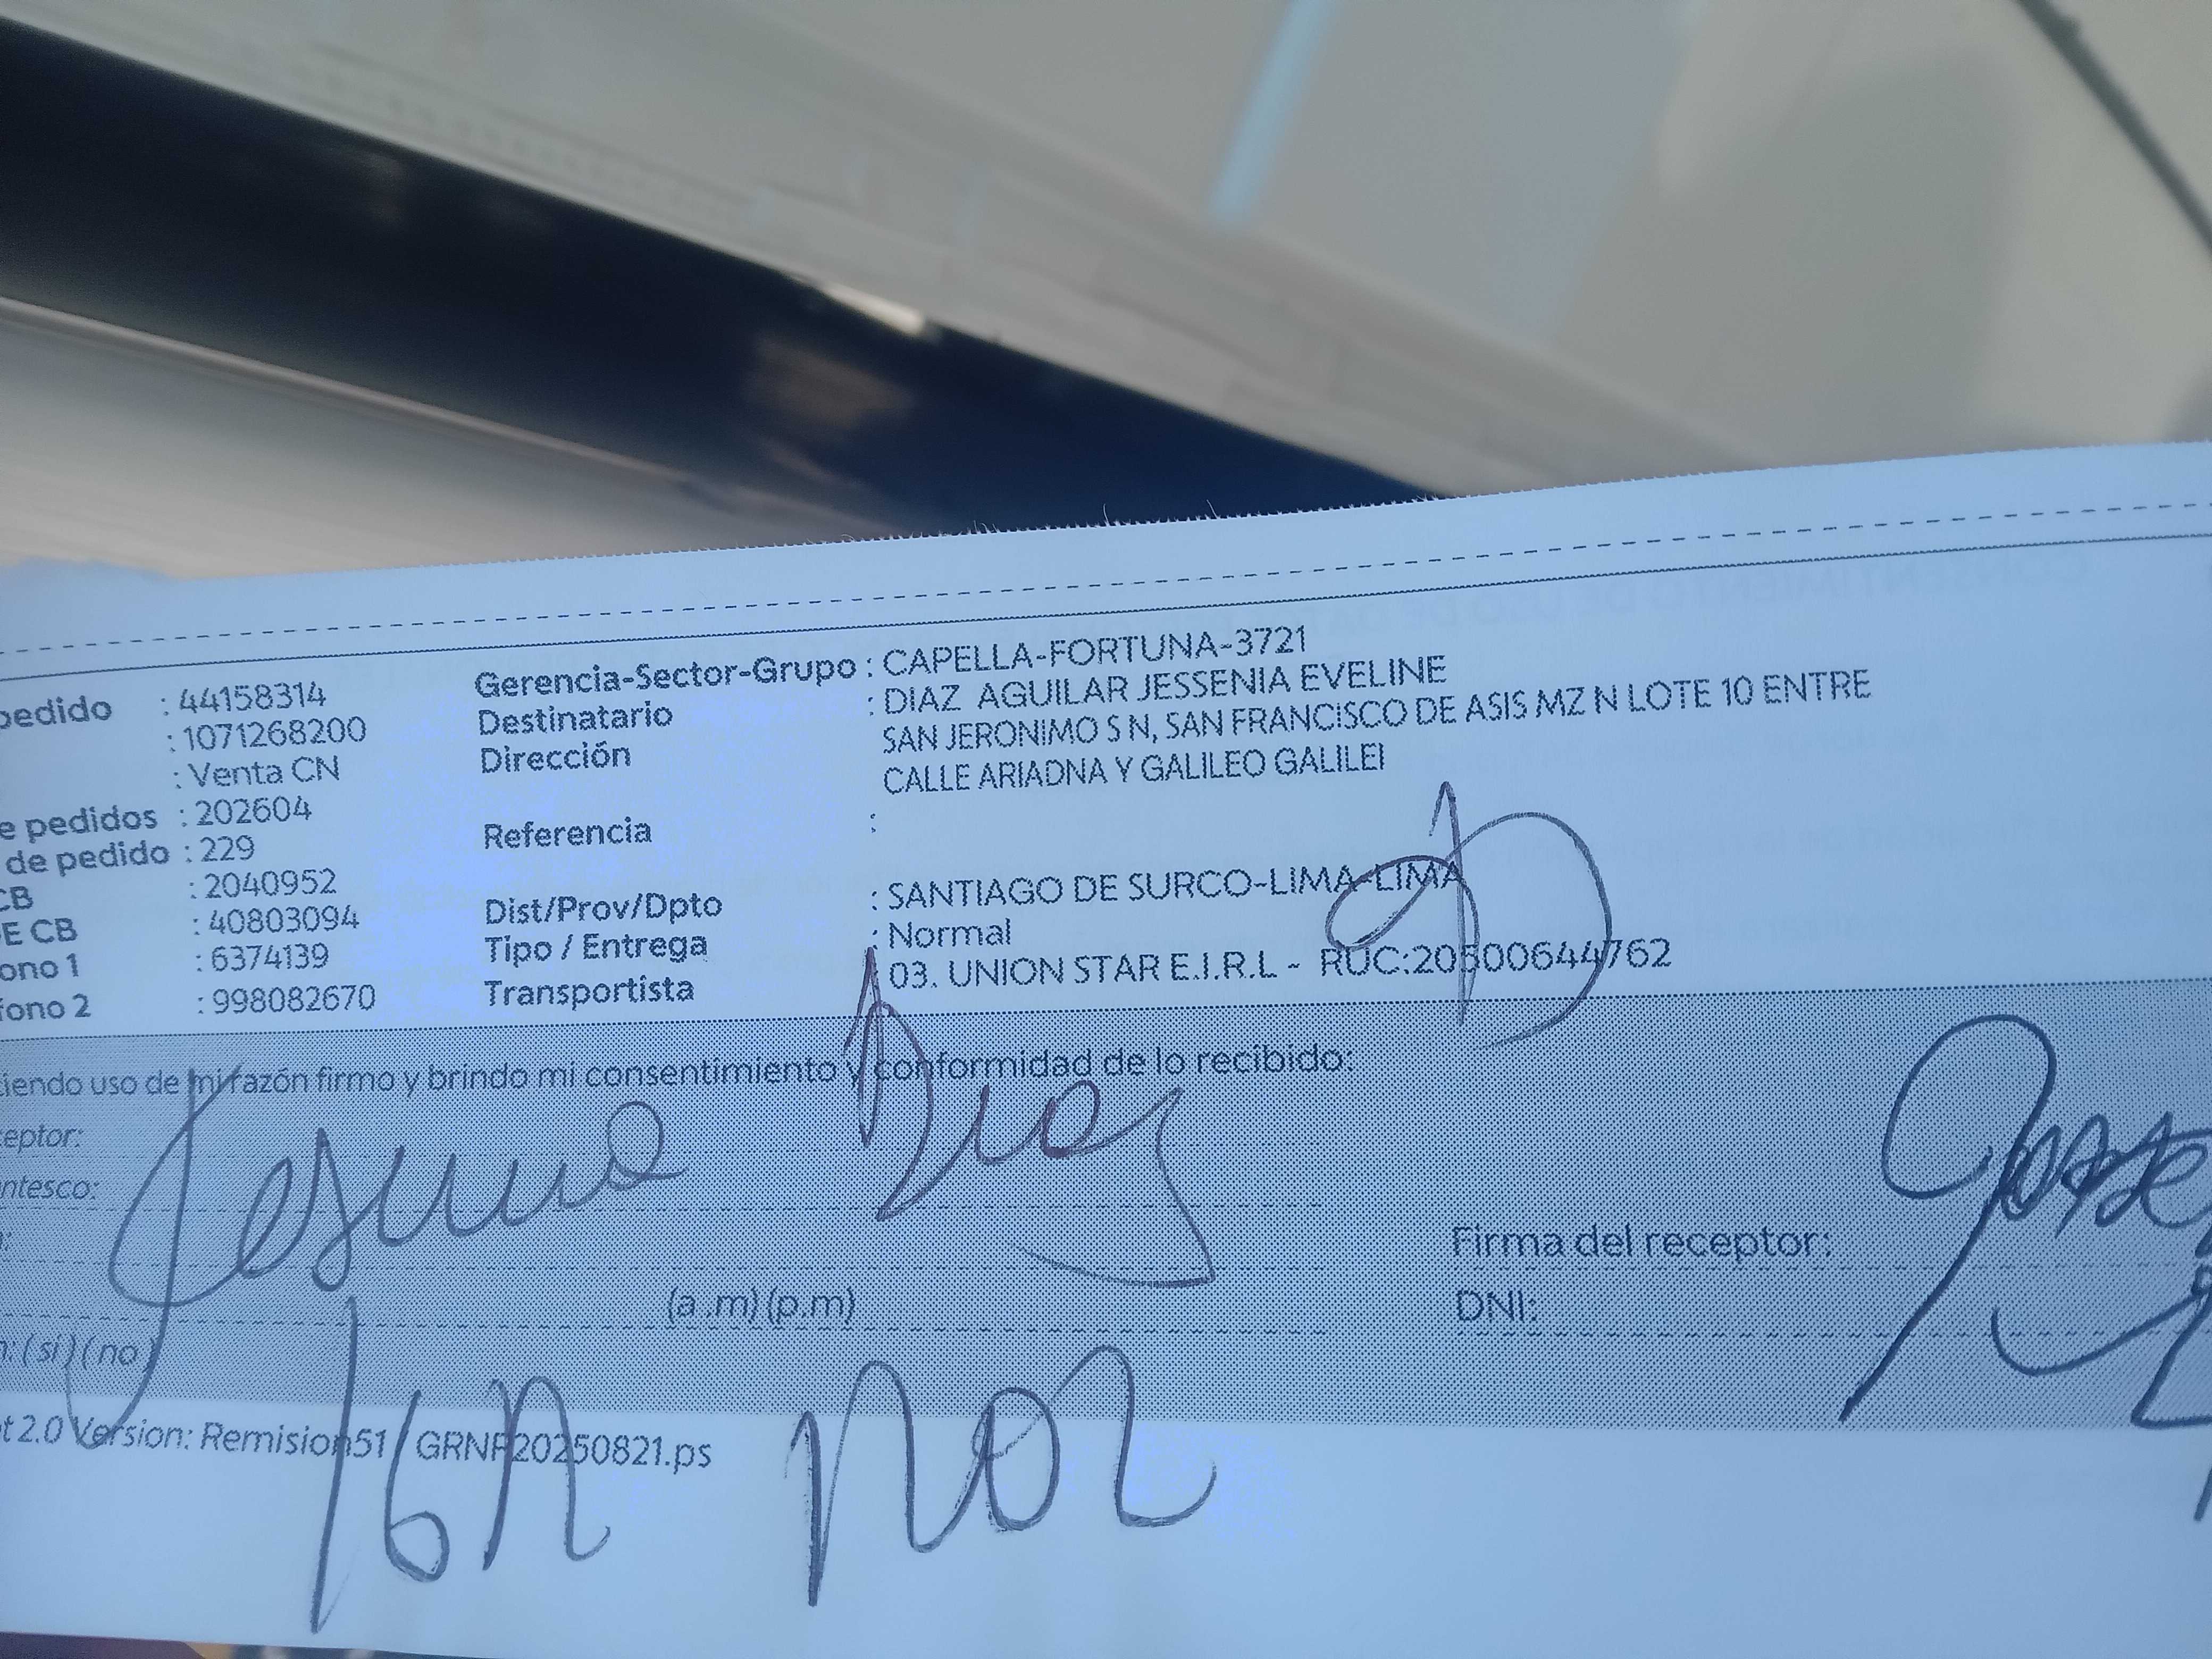 pedido : 44158314
: 1071268200
: Venta CN
e pedidos : 202604
de pedido : 229
CB : 2040952
E CB : 40803094
ono 1 : 6374139
fono 2 : 998082670
Gerencia-Sector-Grupo : CAPELLA-FORTUNA-3721
Destinatario : DIAZ AGUILAR JESSENIA EVELINE
Dirección SAN JERONIMO S N, SAN FRANCISCO DE ASIS MZ N LOTE 10 ENTRE
CALLE ARIADNA Y GALILEO GALILEI
Referencia :
Dist/Prov/Dpto : SANTIAGO DE SURCO-LIMA-LIMA
Tipo / Entrega : Normal
Transportista : 03. UNION STAR E.I.R.L - RUC:20500644762
iendo uso de mi razón firmo y brindo mi consentimiento y conformidad de lo recibido:
eptor:
ntesco:
Diaz
Firma del receptor:
(a .m) (p.m)
DNI:
n: ( si ) ( no )
t 2.0 Version: Remision51 / GRNF20250821.ps